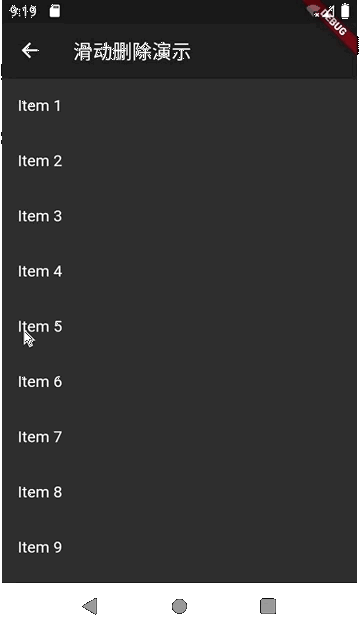 9:19
DEBUG
滑动删除演示
Item 1
Item 2
Item 3
Item 4
Item 5
Item 6
Item 7
Item 8
Item 9